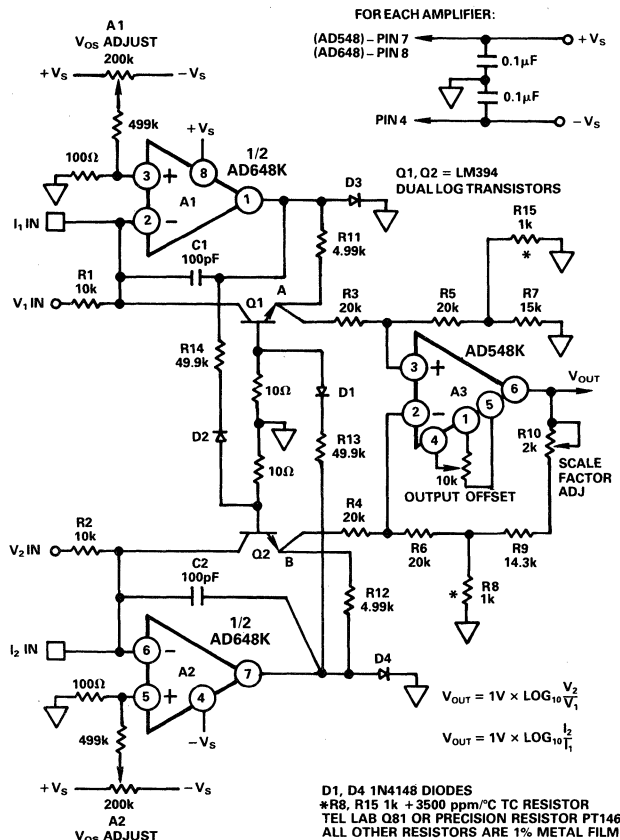 A1
VOS ADJUST
200k
+VS
−VS
499k
100Ω
+VS
1/2
AD648K
3
+
8
1
2
−
A1
I1 IN
C1
100pF
R1
10k
V1 IN
D3
R11
4.99k
FOR EACH AMPLIFIER:
(AD548) – PIN 7
(AD648) – PIN 8
+VS
0.1µF
0.1µF
PIN 4
−VS
Q1, Q2 = LM394
DUAL LOG TRANSISTORS
R15
1k
*
Q1
A
R3
20k
R5
20k
R7
15k
R14
49.9k
10Ω
D1
D2
R13
49.9k
10Ω
AD548K
3
+
6
A3
5
2
−
1
4
VOUT
10k
OUTPUT OFFSET
R10
2k
SCALE
FACTOR
ADJ
R2
10k
V2 IN
Q2
B
R4
20k
R6
20k
R9
14.3k
C2
100pF
R12
4.99k
R8
1k
*
I2 IN
1/2
AD648K
6
−
A2
7
5
+
4
−VS
D4
100Ω
499k
+VS
−VS
200k
A2
VOS ADJUST
VOUT = 1V × LOG10 V2/V1
VOUT = 1V × LOG10 I2/I1
D1, D4 1N4148 DIODES
*R8, R15 1k +3500 ppm/°C TC RESISTOR
TEL LAB Q81 OR PRECISION RESISTOR PT146
ALL OTHER RESISTORS ARE 1% METAL FILM